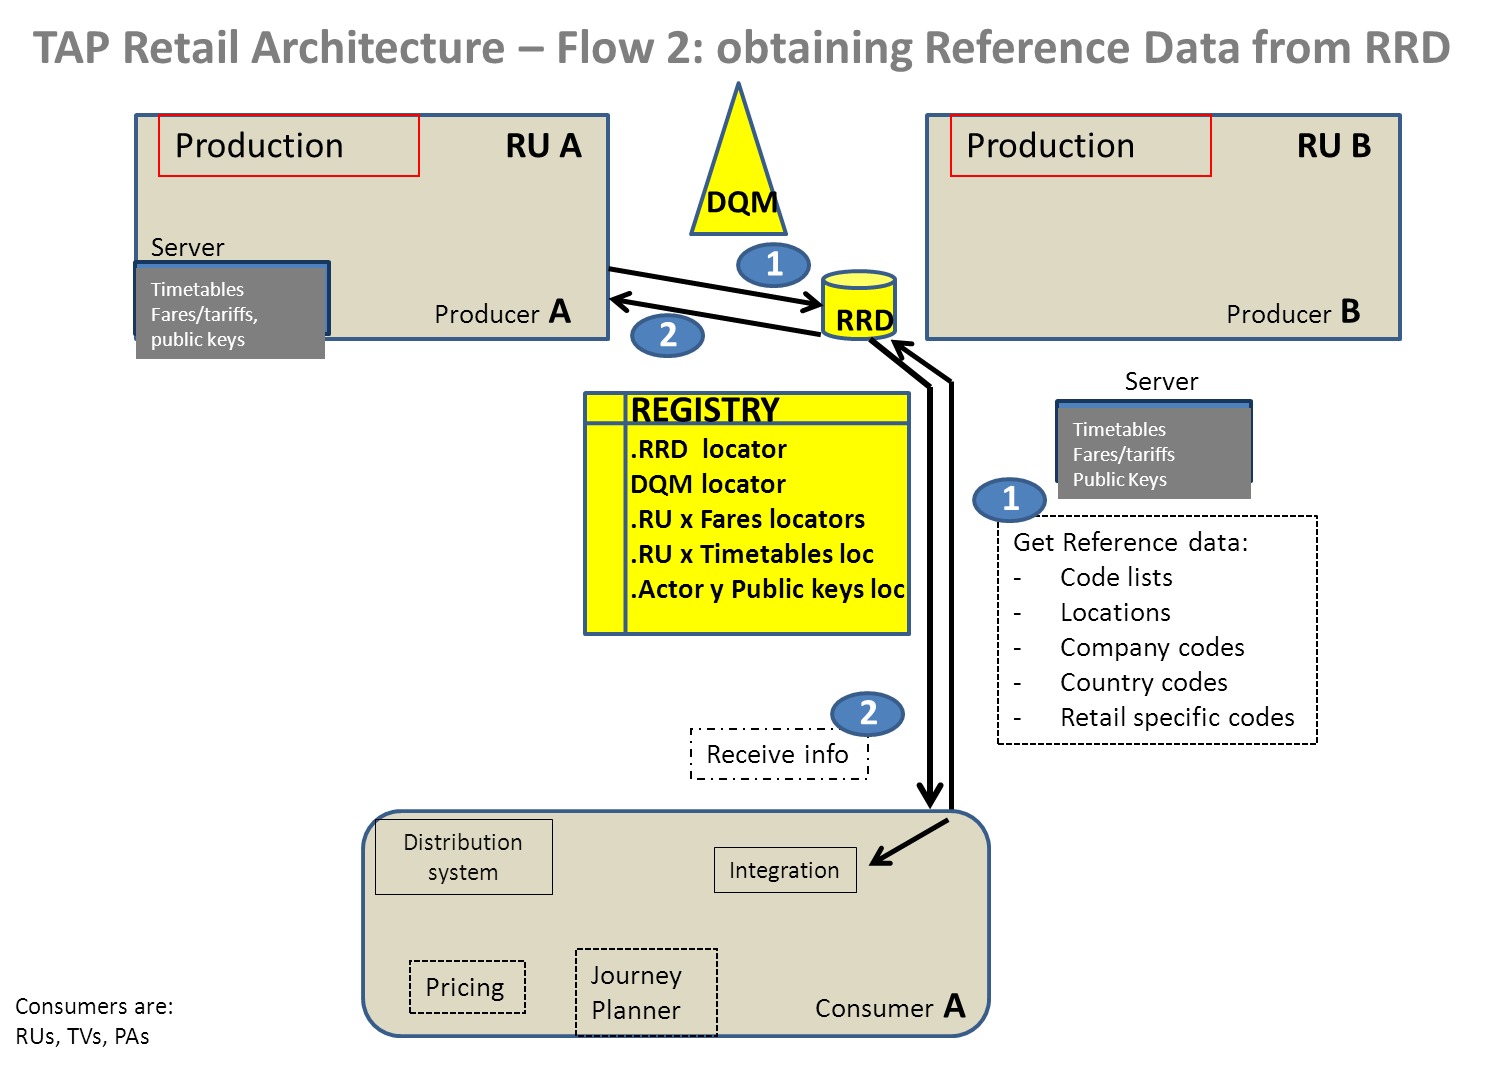 TAP Retail Architecture – Flow 2: obtaining Reference Data from RRD
Production
RU A
DQM
Production
RU B
Server
Timetables
Fares/tariffs,
public keys
Producer A
1
2
RRD
Producer B
Server
Timetables
Fares/tariffs
Public Keys
REGISTRY
.RRD locator
DQM locator
.RU x Fares locators
.RU x Timetables loc
.Actor y Public keys loc
1
Get Reference data:
- Code lists
- Locations
- Company codes
- Country codes
- Retail specific codes
2
Receive info
Distribution
system
Integration
Pricing
Journey
Planner
Consumer A
Consumers are:
RUs, TVs, PAs